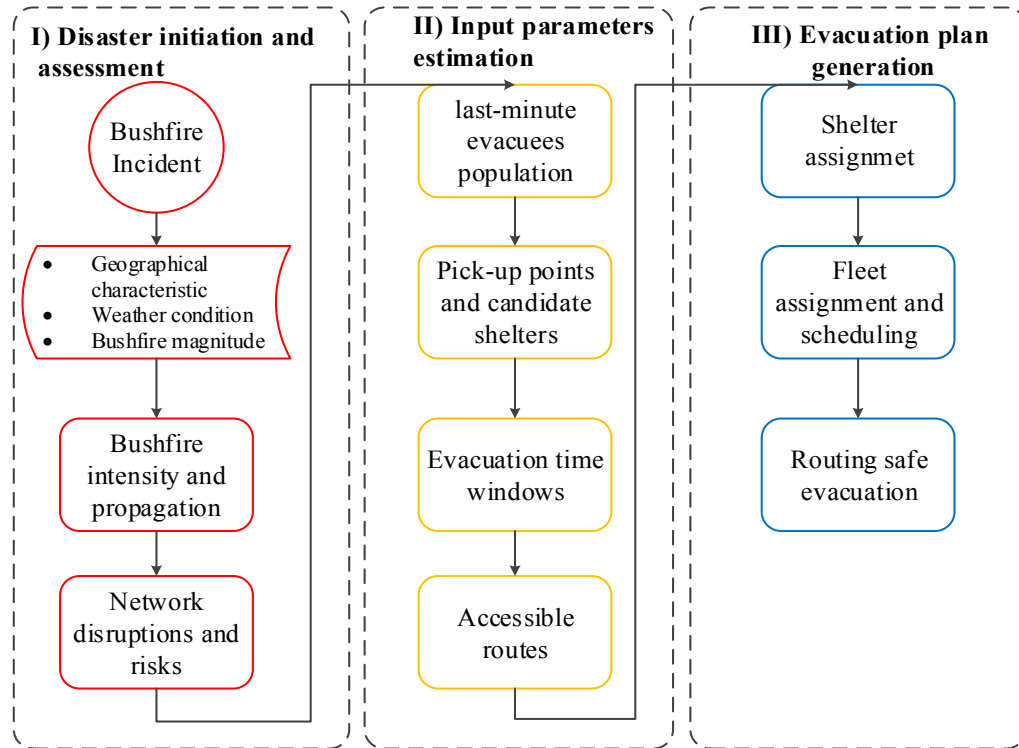 I) Disaster initiation and
assessment
Bushfire
Incident
• Geographical
characteristic
• Weather condition
• Bushfire magnitude
Bushfire
intensity and
propagation
Network
disruptions and
risks
II) Input parameters
estimation
last-minute
evacuees
population
Pick-up points
and candidate
shelters
Evacuation time
windows
Accessible
routes
III) Evacuation plan
generation
Shelter
assignmet
Fleet
assignment and
scheduling
Routing safe
evacuation